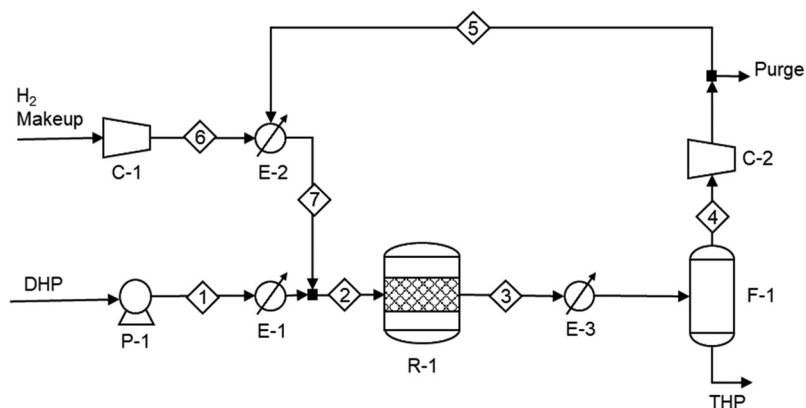 5
Purge
H2
Makeup
6
C-1
E-2
C-2
7
4
DHP
1
2
3
P-1
E-1
R-1
E-3
F-1
THP